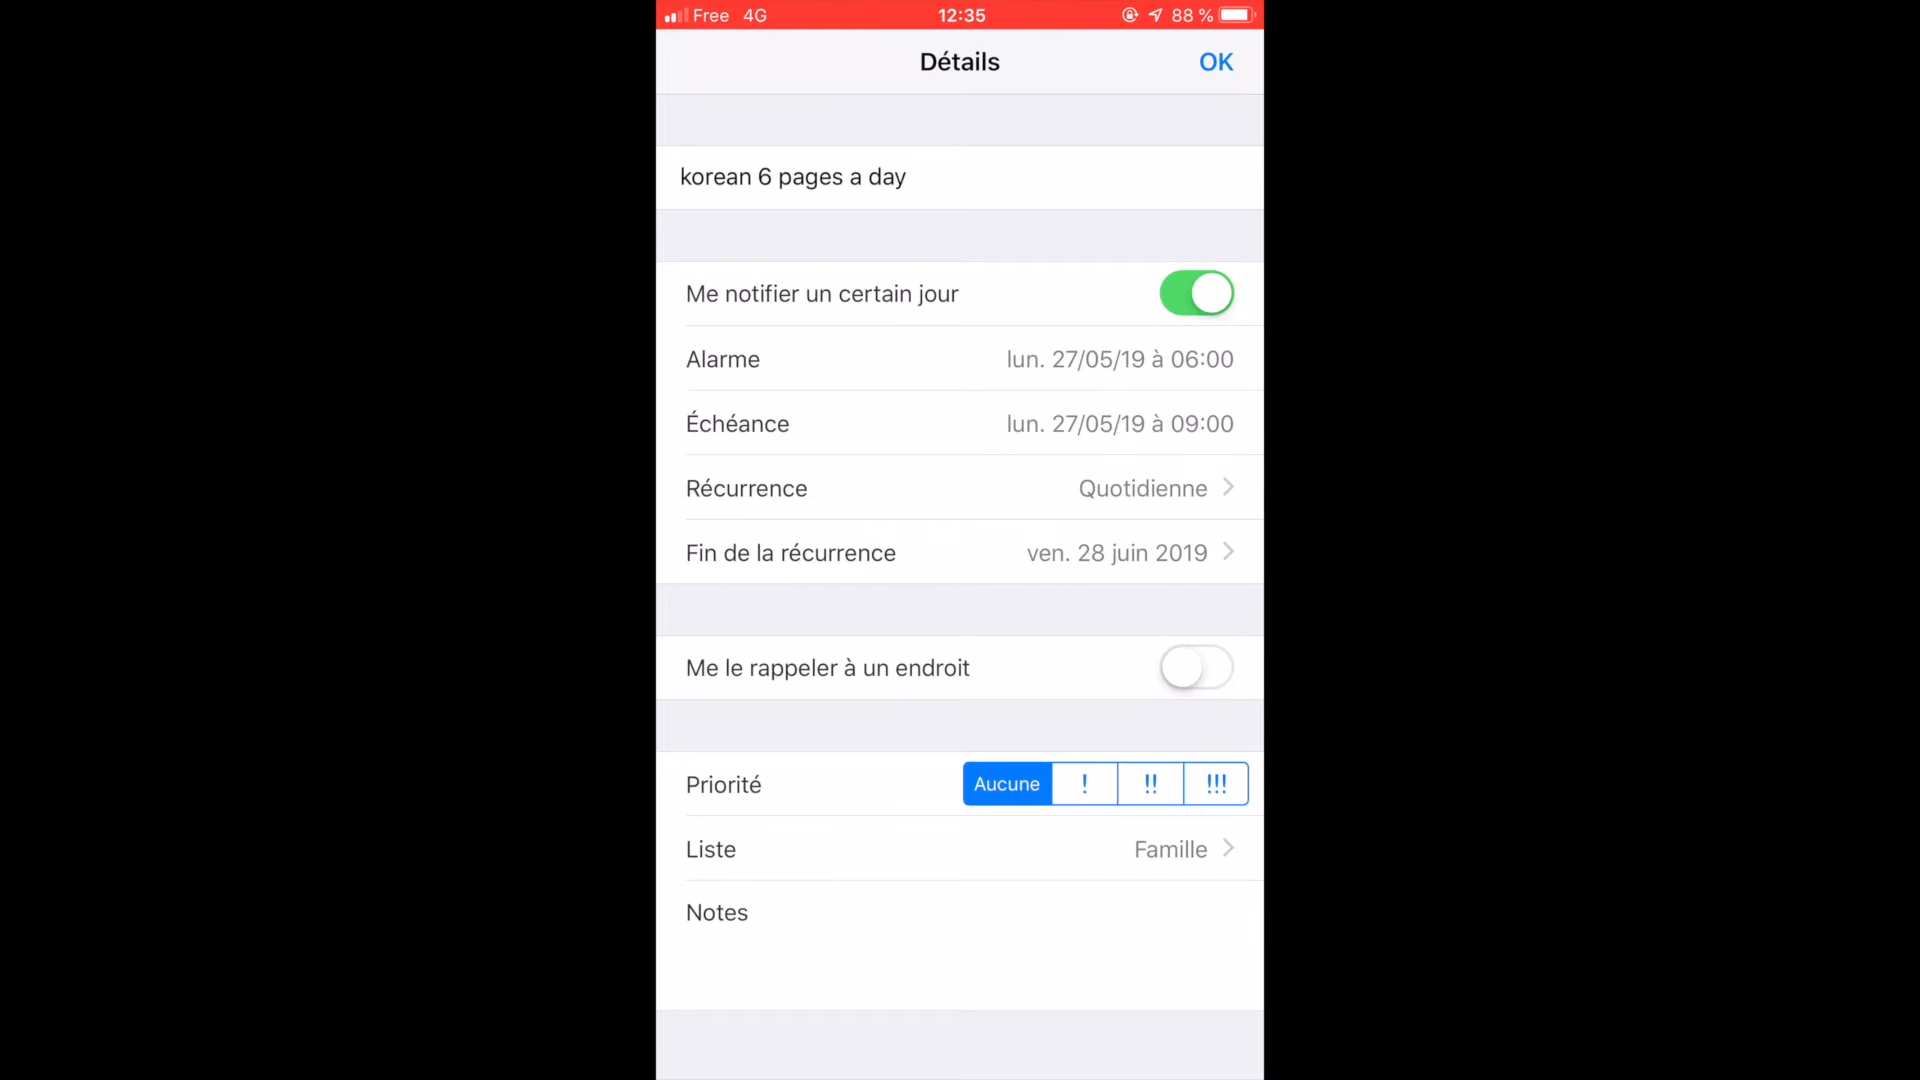 Free 4G 12:35 88 %
Détails OK
korean 6 pages a day
Me notifier un certain jour
Alarme lun. 27/05/19 à 06:00
Échéance lun. 27/05/19 à 09:00
Récurrence Quotidienne
Fin de la récurrence ven. 28 juin 2019
Me le rappeler à un endroit
Priorité Aucune ! !! !!!
Liste Famille
Notes